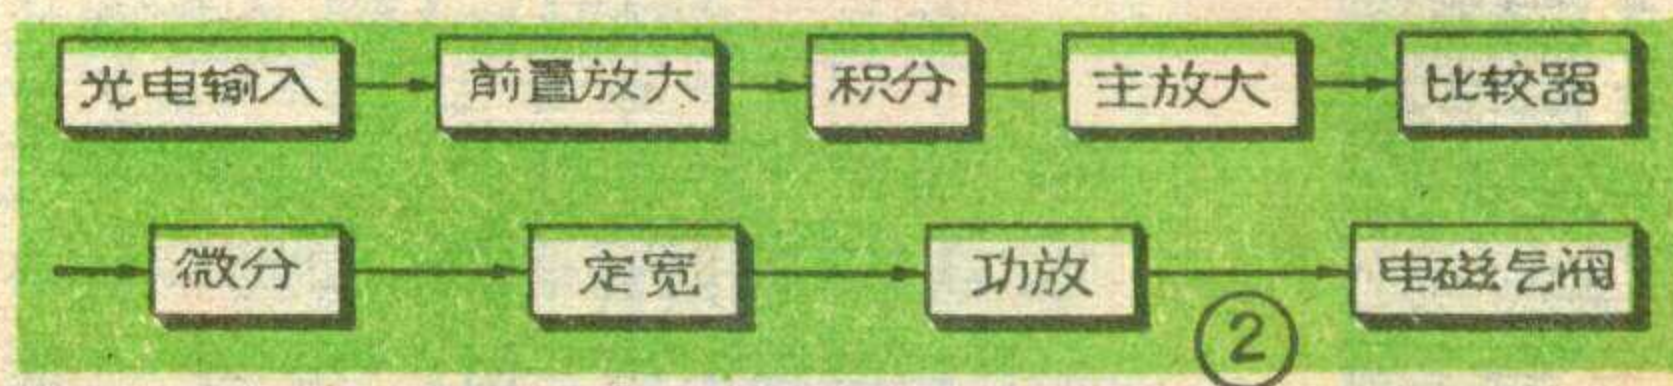 光电输入 前置放大 积分 主放大 比较器
微分 定宽 功放 电磁气阀
②